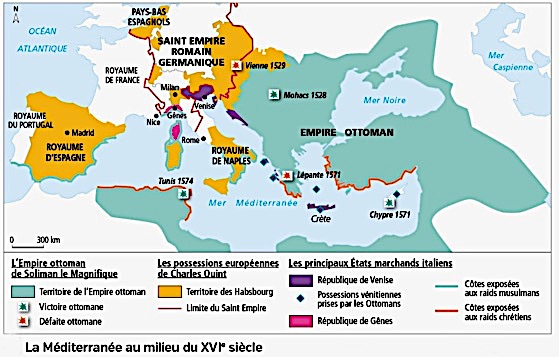 N
PAYS-BAS
ESPAGNOLS
OCÉAN
ATLANTIQUE
SAINT EMPIRE
ROMAIN
GERMANIQUE
Vienne 1529
Mer
Caspienne
ROYAUME
DE FRANCE
Milan
Venise
Mohacs 1528
Mer Noire
ROYAUME
DU PORTUGAL
Madrid
ROYAUME
D'ESPAGNE
Nice
Gênes
Rome
EMPIRE OTTOMAN
ROYAUME
DE NAPLES
Lépante 1571
Tunis 1574
Mer Méditerranée
Crète
Chypre 1571
0 300 km
L'Empire ottoman
de Soliman le Magnifique
Territoire de l'Empire ottoman
Victoire ottomane
Défaite ottomane
Les possessions européennes
de Charles Quint
Territoire des Habsbourg
Limite du Saint Empire
Les principaux États marchands italiens
République de Venise
Possessions vénitiennes
prises par les Ottomans
République de Gênes
Côtes exposées
aux raids musulmans
Côtes exposées
aux raids chrétiens
La Méditerranée au milieu du XVIe siècle